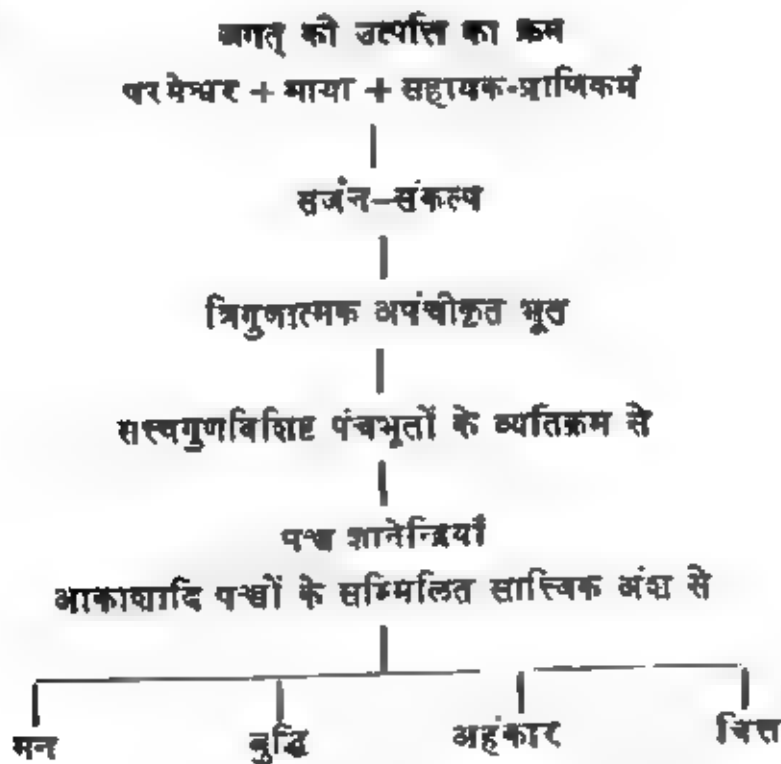 जगत् की उत्पत्ति का क्रम
परमेश्वर + माया + सहायक-प्राणिकर्म
सर्जन-संकल्प
त्रिगुणात्मक अपंचीकृत भूत
सत्त्वगुणविशिष्ट पंचभूतों के व्यतिक्रम से
पञ्च ज्ञानेन्द्रियाँ
आकाशादि पञ्चों के सम्मिलित सात्त्विक अंश से
मन बुद्धि अहंकार चित्त